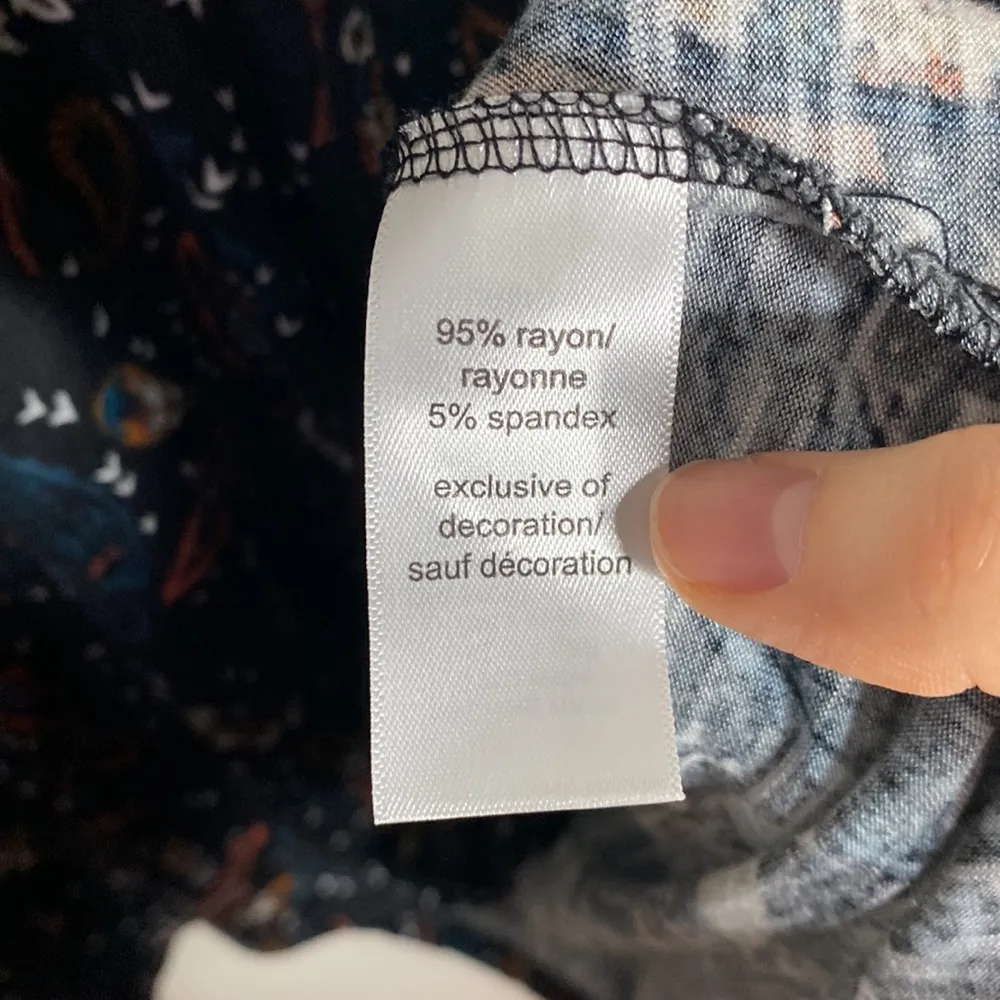 95% rayon/
rayonne
5% spandex
exclusive of
decoration/
sauf décoration